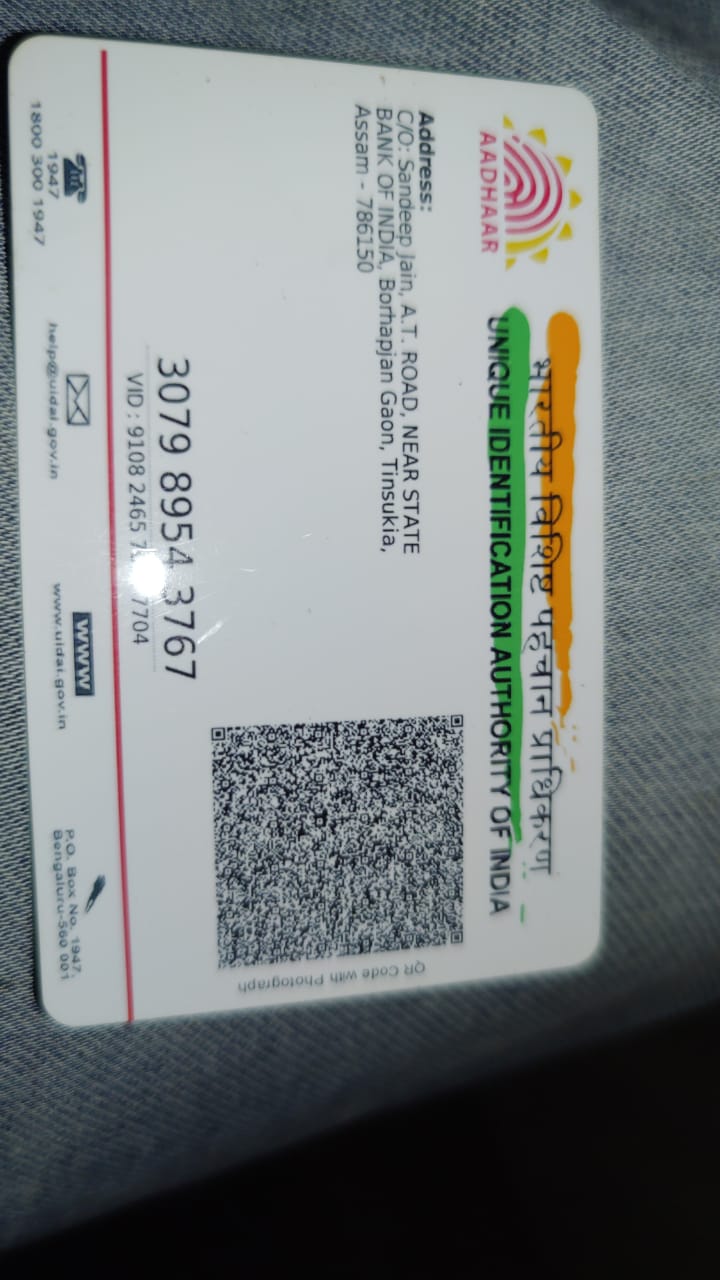 भारतीय विशिष्ट पहचान प्राधिकरण
UNIQUE IDENTIFICATION AUTHORITY OF INDIA
AADHAAR
Address:
C/O: Sandeep Jain, A.T. ROAD, NEAR STATE
BANK OF INDIA, Borhapjan Gaon, Tinsukia,
Assam - 786150
QR Code with Photograph
3079 8954 3767
VID : 9108 2465 7704
1947
1800 300 1947
help@uidai.gov.in
WWW
www.uidai.gov.in
P.O. Box No. 1947,
Bengaluru-560 001